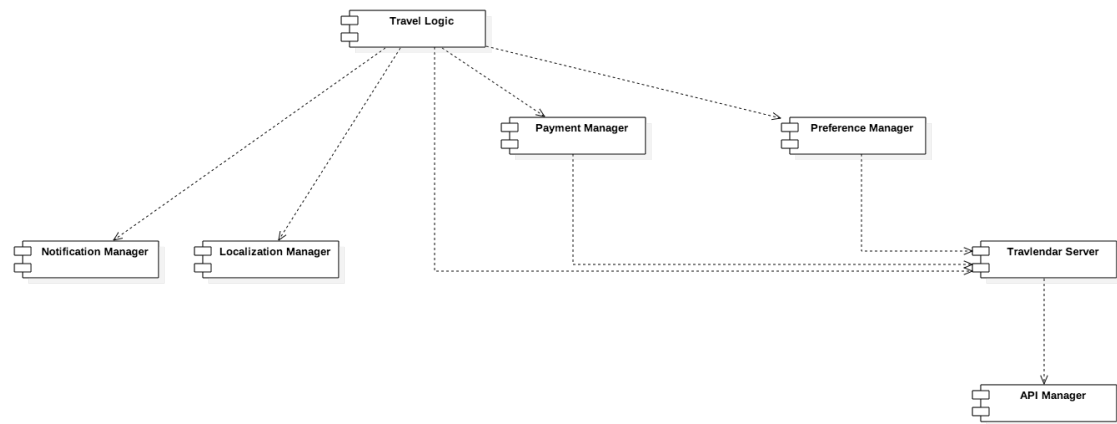 Travel Logic
Payment Manager
Preference Manager
Notification Manager
Localization Manager
Travlendar Server
API Manager